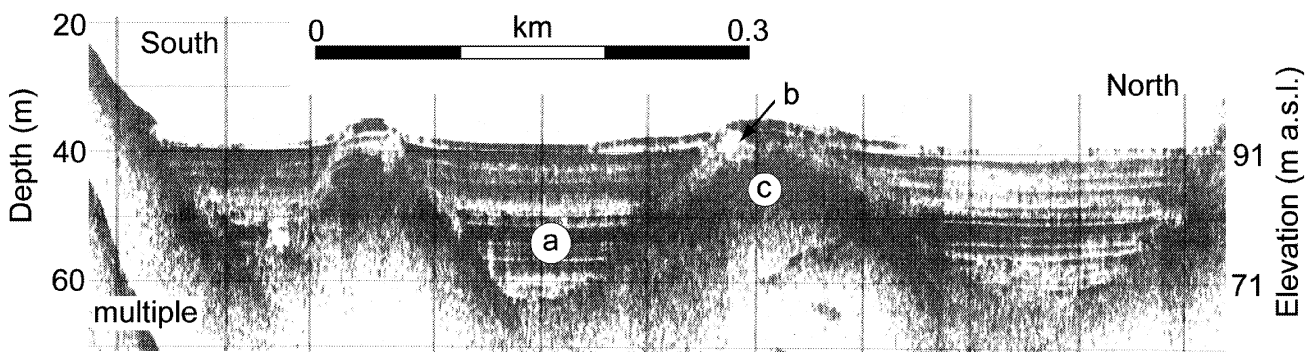 20
South
0 km 0.3
b
North
Depth (m)
40
91
c
a
60
71
multiple
Elevation (m a.s.l.)